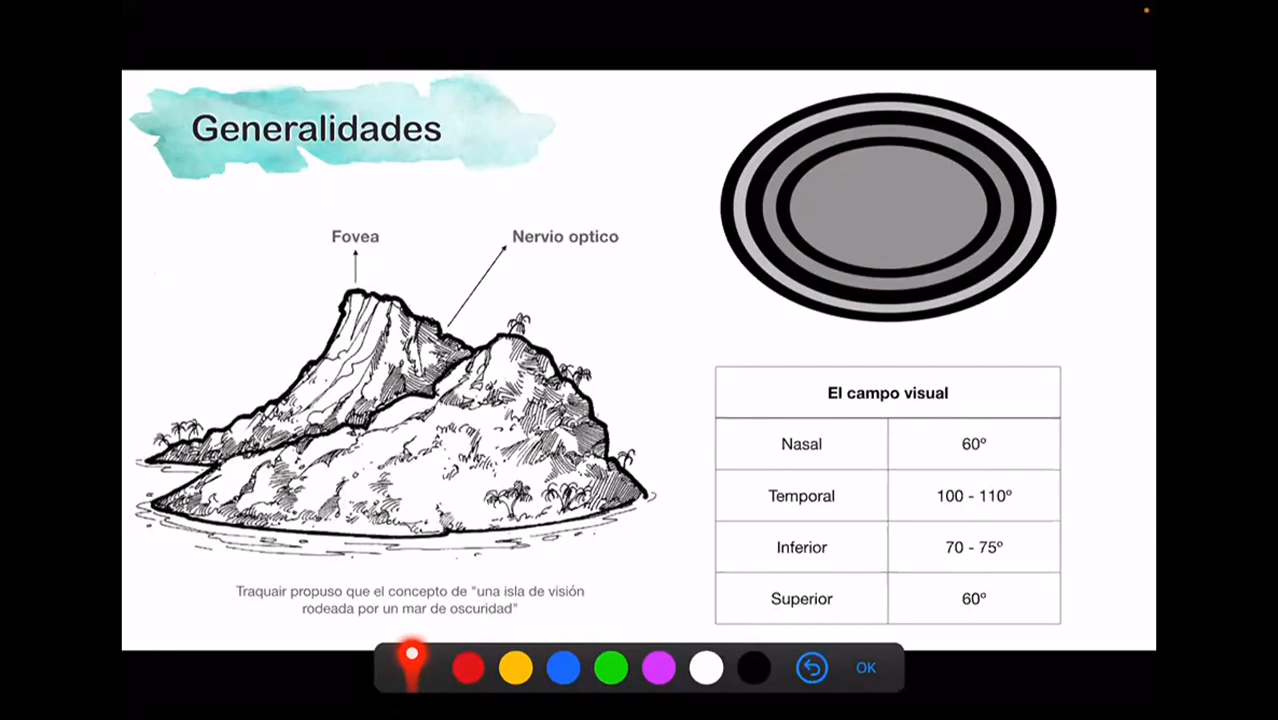 Generalidades
Fovea
Nervio optico
Traquair propuso que el concepto de "una isla de visión
rodeada por un mar de oscuridad"
El campo visual
Nasal 60º
Temporal 100 - 110º
Inferior 70 - 75º
Superior 60º
OK